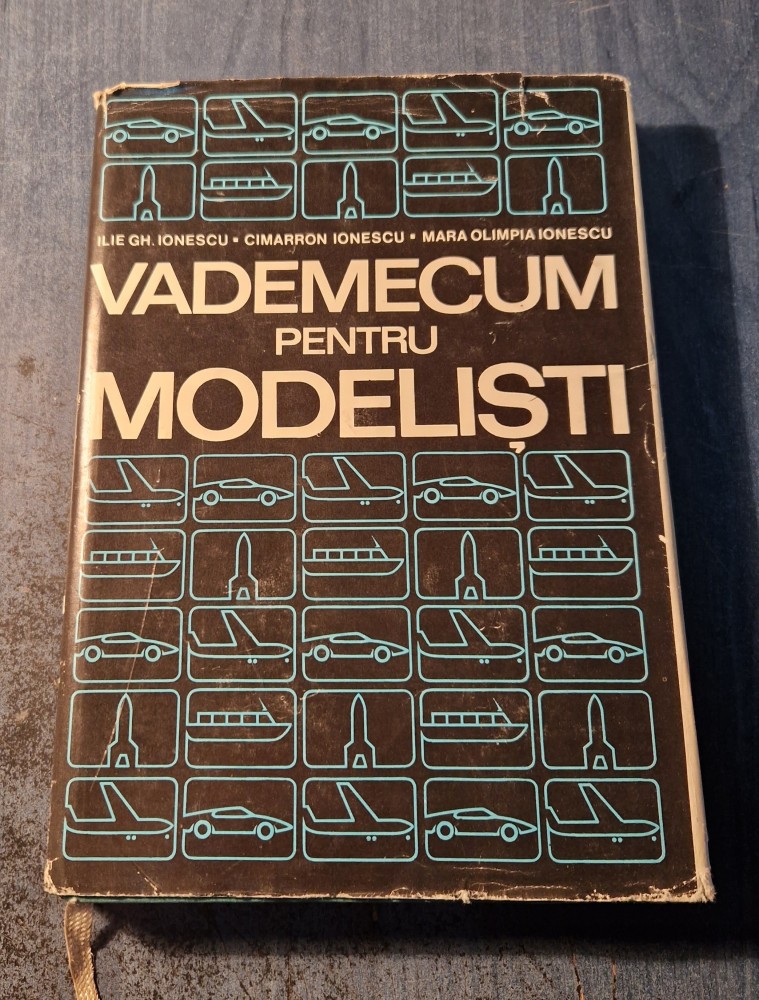 ILIE GH. IONESCU ▪ CIMARRON IONESCU ▪ MARA OLIMPIA IONESCU
VADEMECUM
PENTRU
MODELIȘTI